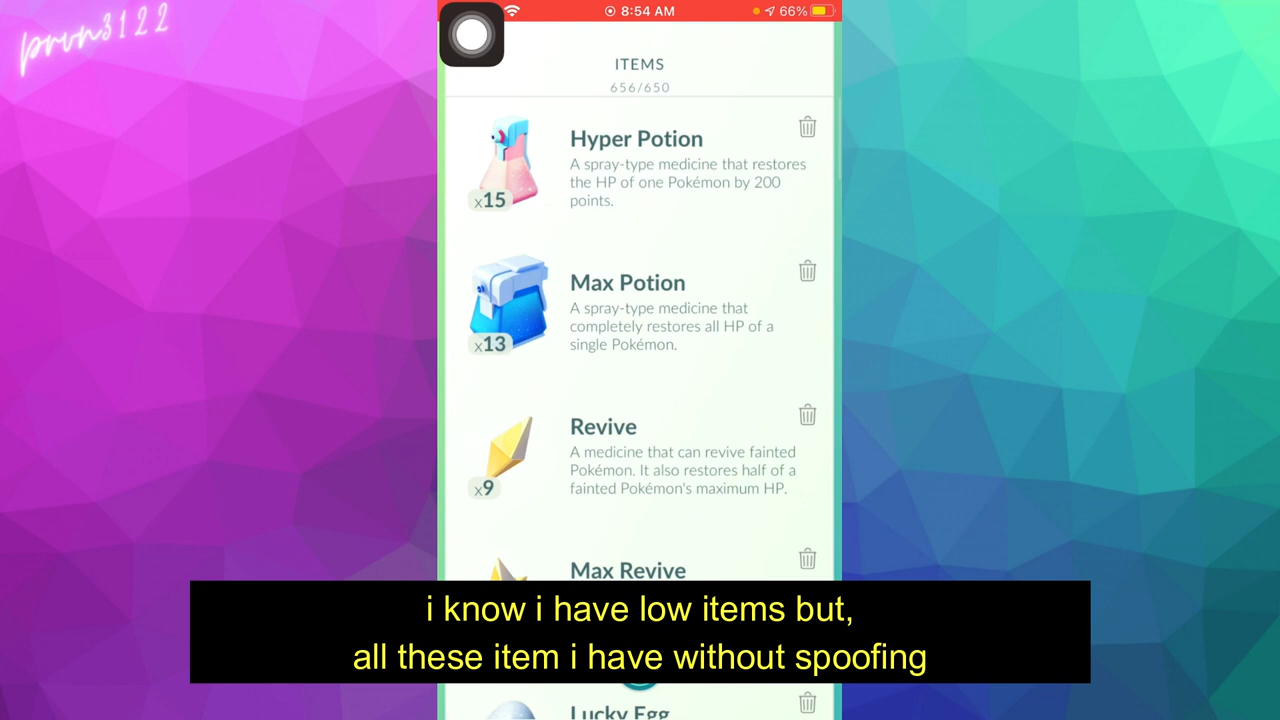 prvn3122
8:54 AM
66%
ITEMS
656/650
Hyper Potion
A spray-type medicine that restores
the HP of one Pokémon by 200
points.
x15
Max Potion
A spray-type medicine that
completely restores all HP of a
single Pokémon.
x13
Revive
A medicine that can revive fainted
Pokémon. It also restores half of a
fainted Pokémon's maximum HP.
x9
Max Revive
i know i have low items but,
all these item i have without spoofing
Lucky Egg